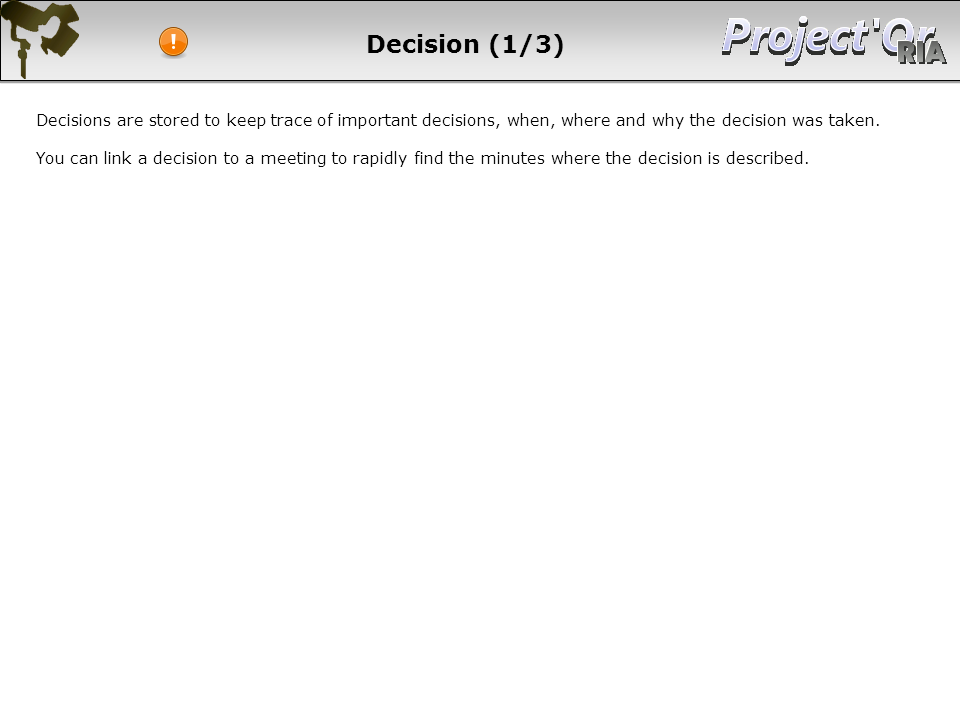 !
Decision (1/3)
Project'Or
RIA
Decisions are stored to keep trace of important decisions, when, where and why the decision was taken.
You can link a decision to a meeting to rapidly find the minutes where the decision is described.